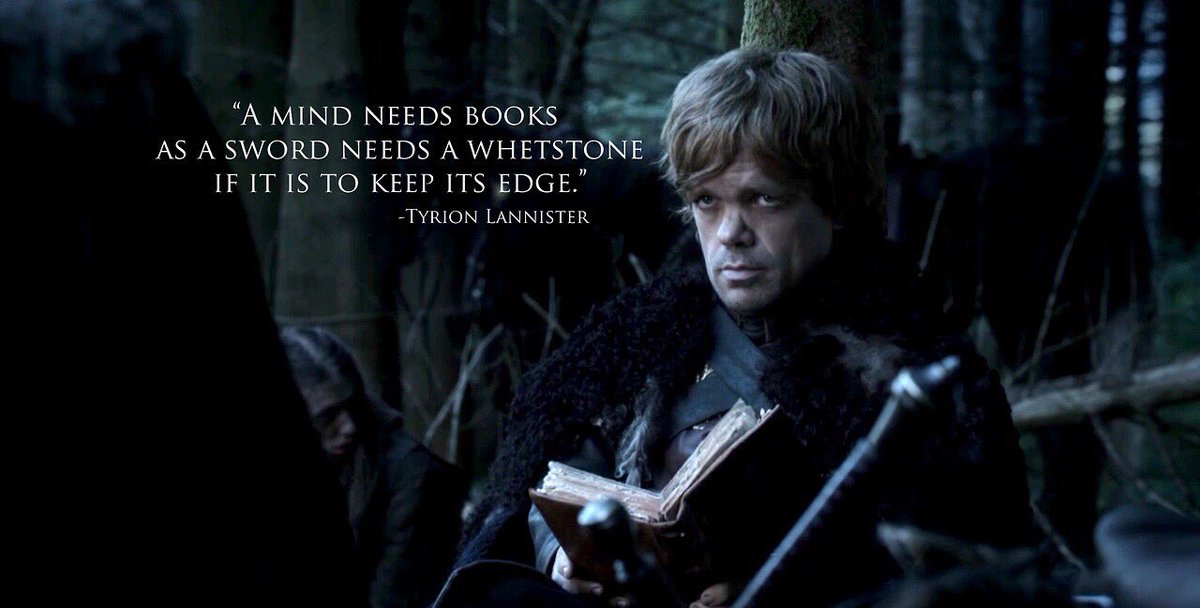 “A mind needs books
as a sword needs a whetstone
if it is to keep its edge.”
-Tyrion Lannister